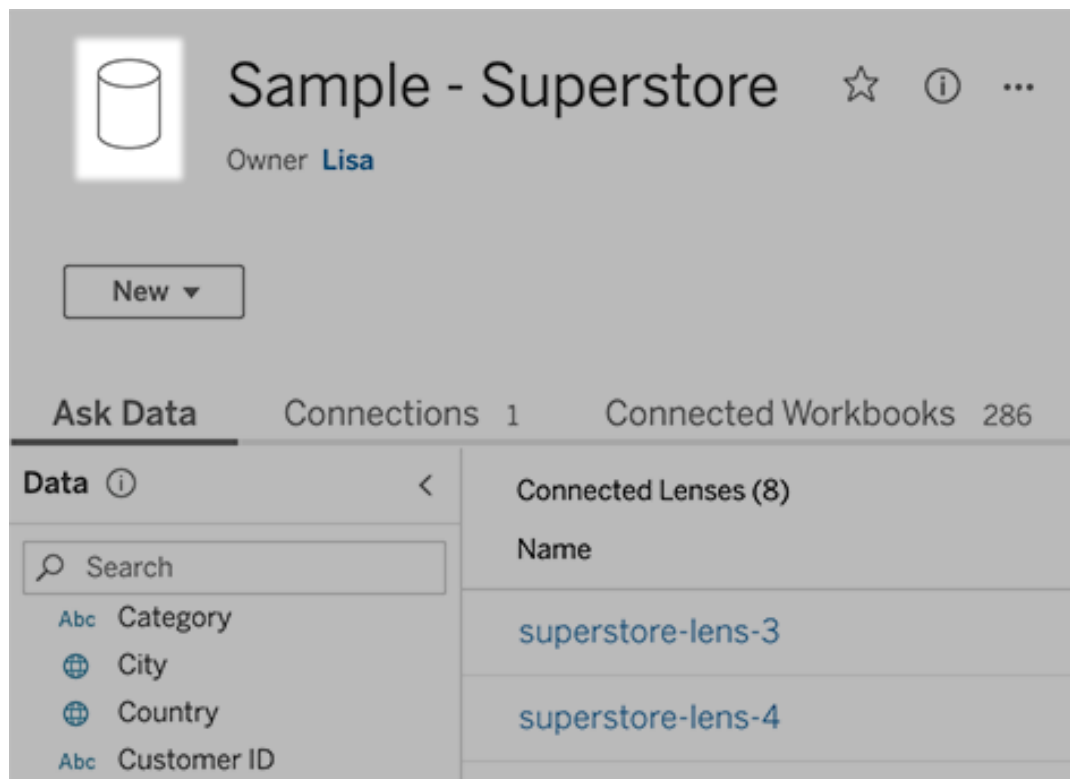 Sample - Superstore
Owner Lisa
New
Ask Data Connections 1 Connected Workbooks 286
Data
Search
Abc Category
City
Country
Abc Customer ID
Connected Lenses (8)
Name
superstore-lens-3
superstore-lens-4